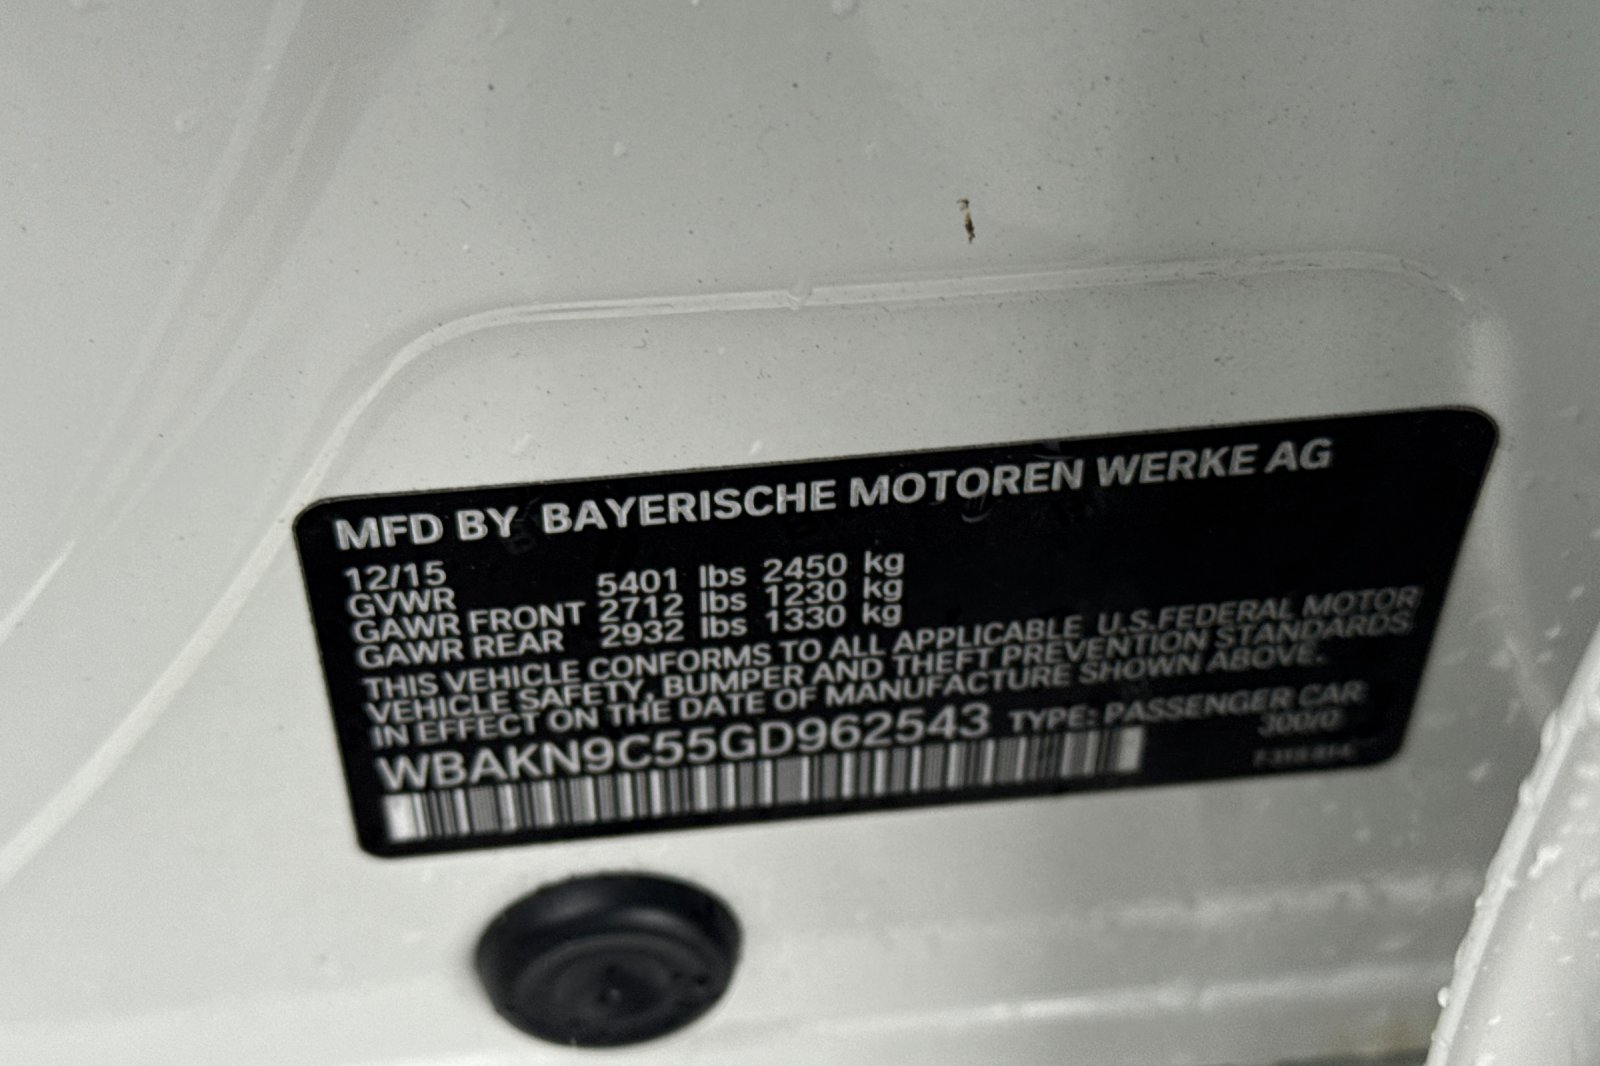 MFD BY BAYERISCHE MOTOREN WERKE AG
12/15
GVWR 5401 lbs 2450 kg
GAWR FRONT 2712 lbs 1230 kg
GAWR REAR 2932 lbs 1330 kg
THIS VEHICLE CONFORMS TO ALL APPLICABLE U.S.FEDERAL MOTOR
VEHICLE SAFETY, BUMPER AND THEFT PREVENTION STANDARDS
IN EFFECT ON THE DATE OF MANUFACTURE SHOWN ABOVE.
WBAKN9C55GD962543 TYPE: PASSENGER CAR
300/0